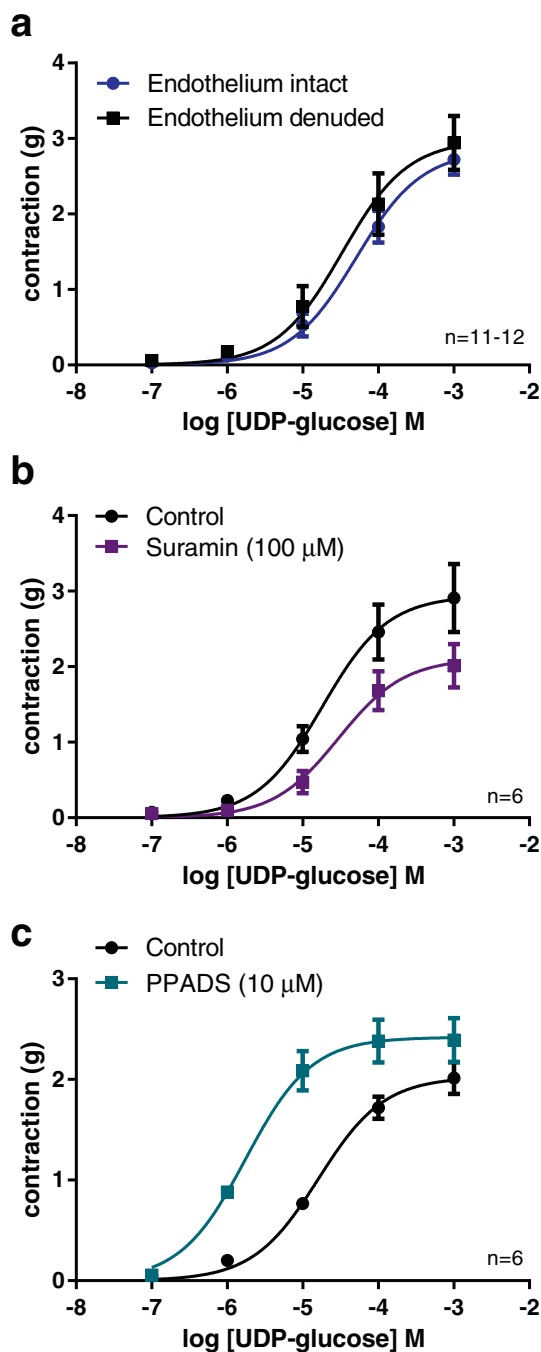 a
Endothelium intact
Endothelium denuded
4
3
2
1
0
contraction (g)
n=11-12
-8 -7 -6 -5 -4 -3 -2
log [UDP-glucose] M
b
Control
Suramin (100 μM)
4
3
2
1
0
contraction (g)
n=6
-8 -7 -6 -5 -4 -3 -2
log [UDP-glucose] M
c
Control
PPADS (10 μM)
3
2
1
0
contraction (g)
n=6
-8 -7 -6 -5 -4 -3 -2
log [UDP-glucose] M